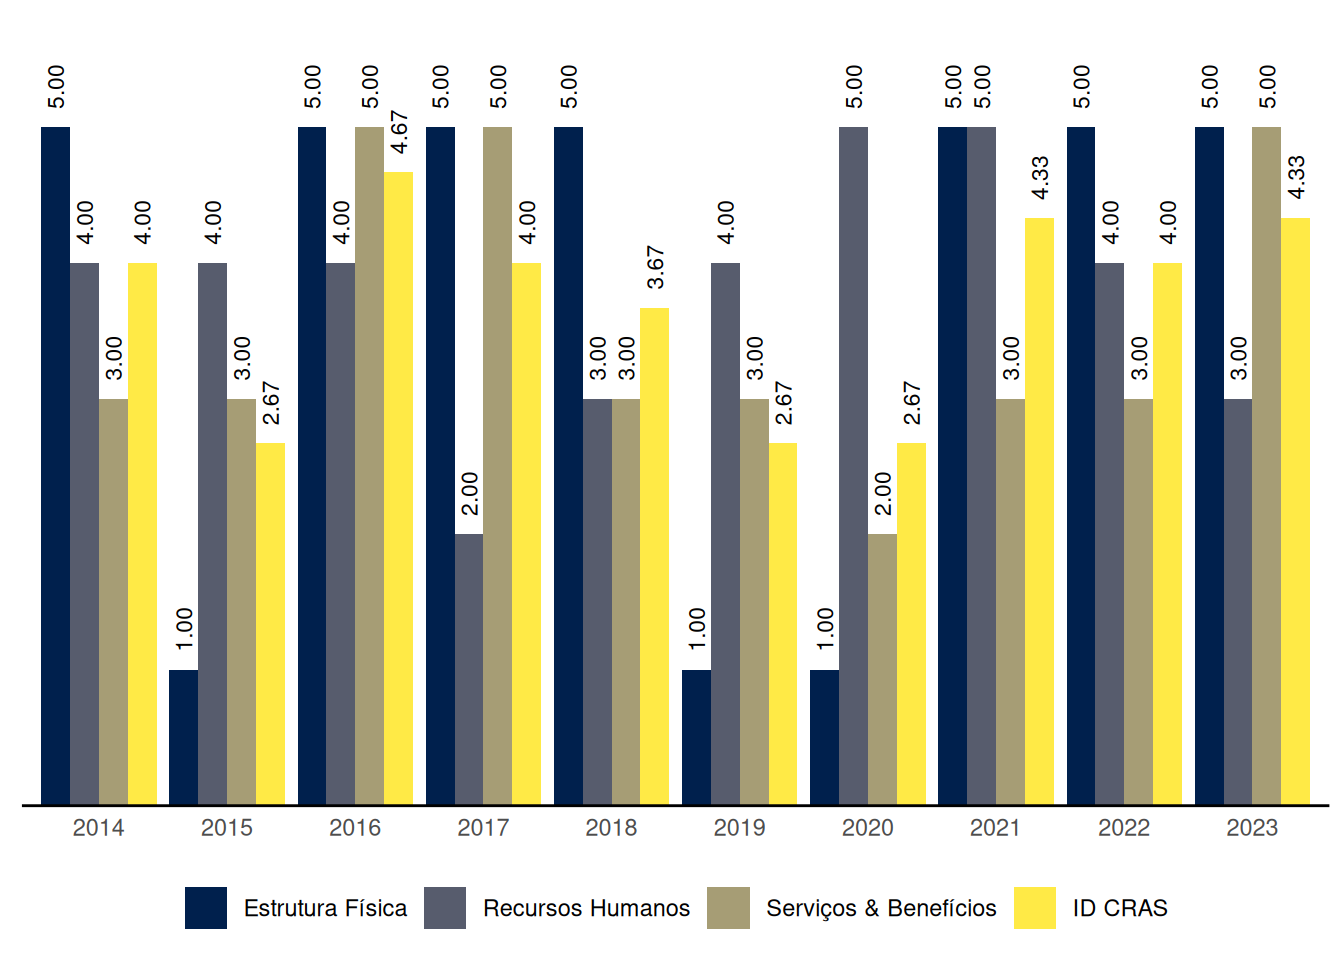 5.00 4.00 3.00 4.00
1.00 4.00 3.00 2.67
5.00 4.00 5.00 4.67
5.00 2.00 5.00 4.00
5.00 3.00 3.00 3.67
1.00 4.00 3.00 2.67
1.00 5.00 2.00 2.67
5.00 5.00 3.00 4.33
5.00 4.00 3.00 4.00
5.00 3.00 5.00 4.33
2014 2015 2016 2017 2018 2019 2020 2021 2022 2023
Estrutura Física Recursos Humanos Serviços & Benefícios ID CRAS